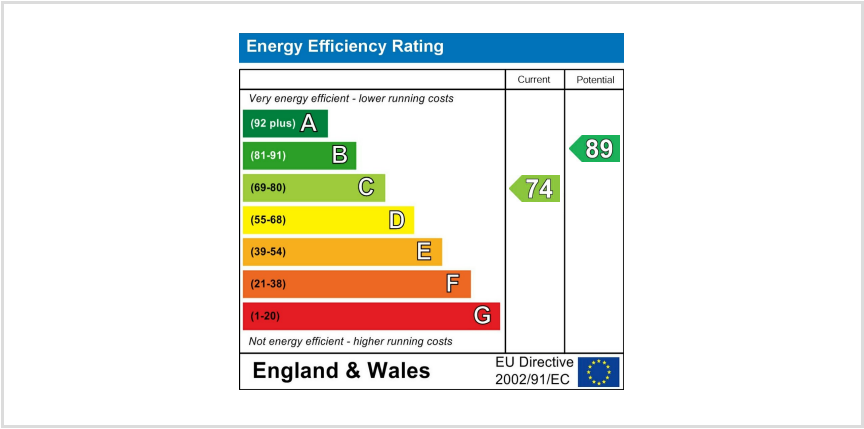 Energy Efficiency Rating
Current Potential
Very energy efficient - lower running costs
(92 plus) A
(81-91) B
89
(69-80) C
74
(55-68) D
(39-54) E
(21-38) F
(1-20) G
Not energy efficient - higher running costs
England & Wales
EU Directive
2002/91/EC